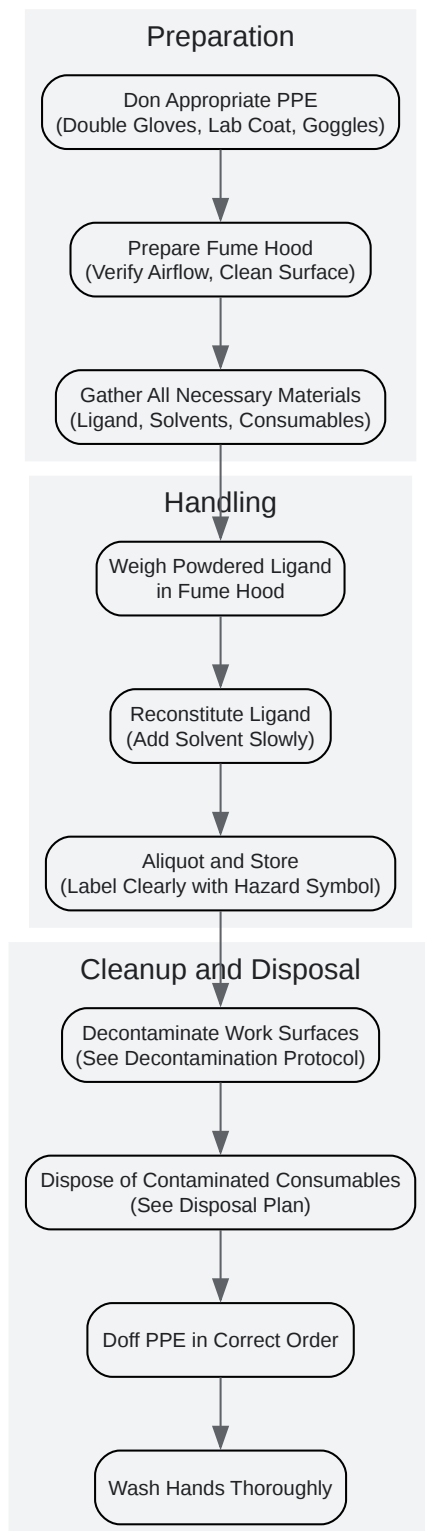 Preparation
Don Appropriate PPE
(Double Gloves, Lab Coat, Goggles)
Prepare Fume Hood
(Verify Airflow, Clean Surface)
Gather All Necessary Materials
(Ligand, Solvents, Consumables)
Handling
Weigh Powdered Ligand
in Fume Hood
Reconstitute Ligand
(Add Solvent Slowly)
Aliquot and Store
(Label Clearly with Hazard Symbol)
Cleanup and Disposal
Decontaminate Work Surfaces
(See Decontamination Protocol)
Dispose of Contaminated Consumables
(See Disposal Plan)
Doff PPE in Correct Order
Wash Hands Thoroughly